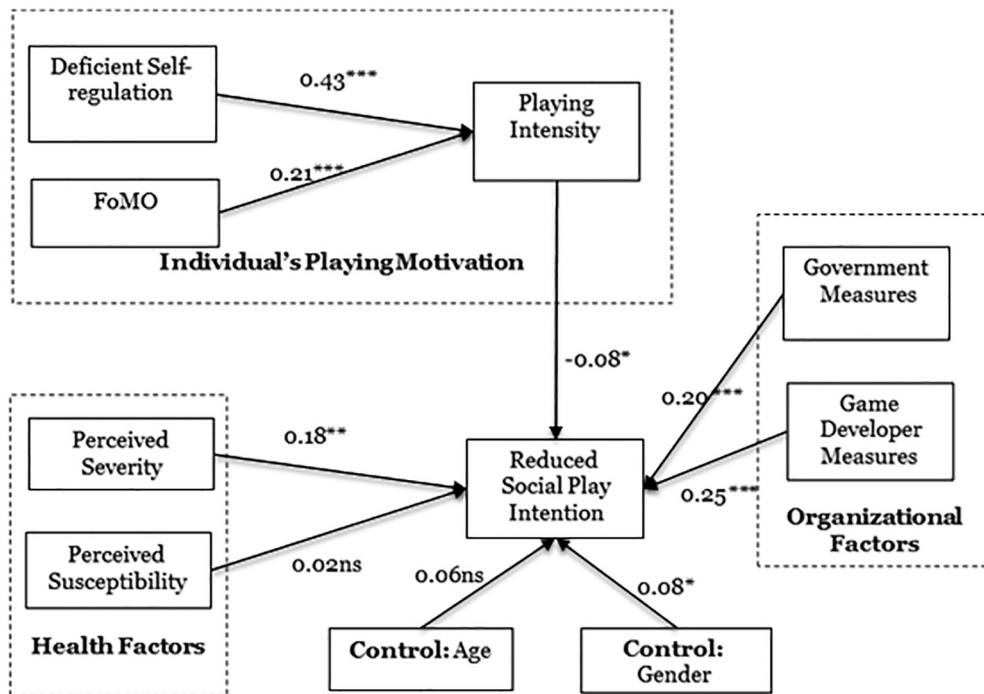 Deficient Self-
regulation
0.43***
Playing
Intensity
FoMO
0.21***
Individual's Playing Motivation
Government
Measures
-0.08*
0.20***
Game
Developer
Measures
0.25***
Organizational
Factors
Perceived
Severity
0.18**
Reduced
Social Play
Intention
Perceived
Susceptibility
0.02ns
Health Factors
0.06ns
0.08*
Control: Age
Control:
Gender